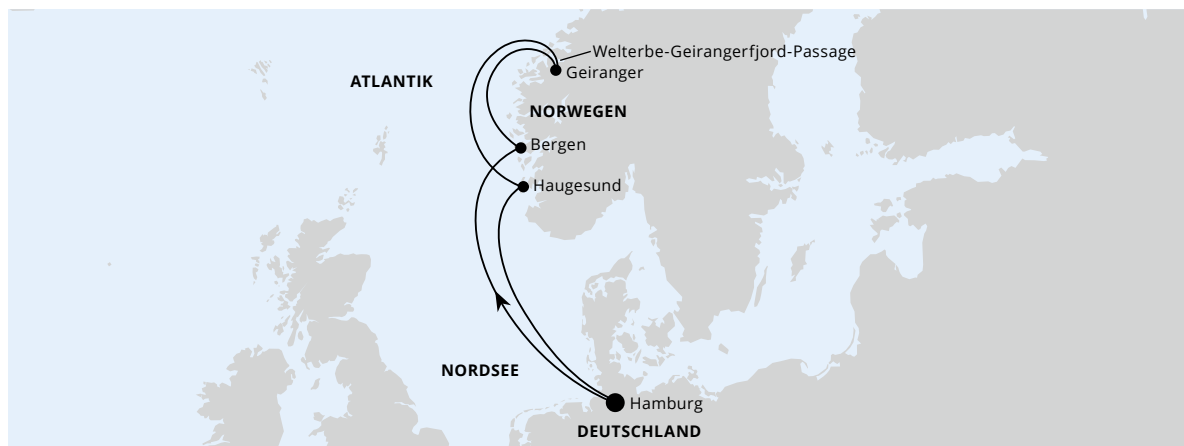 Welterbe-Geirangerfjord-Passage
Geiranger
ATLANTIK
NORWEGEN
Bergen
Haugesund
NORDSEE
Hamburg
DEUTSCHLAND